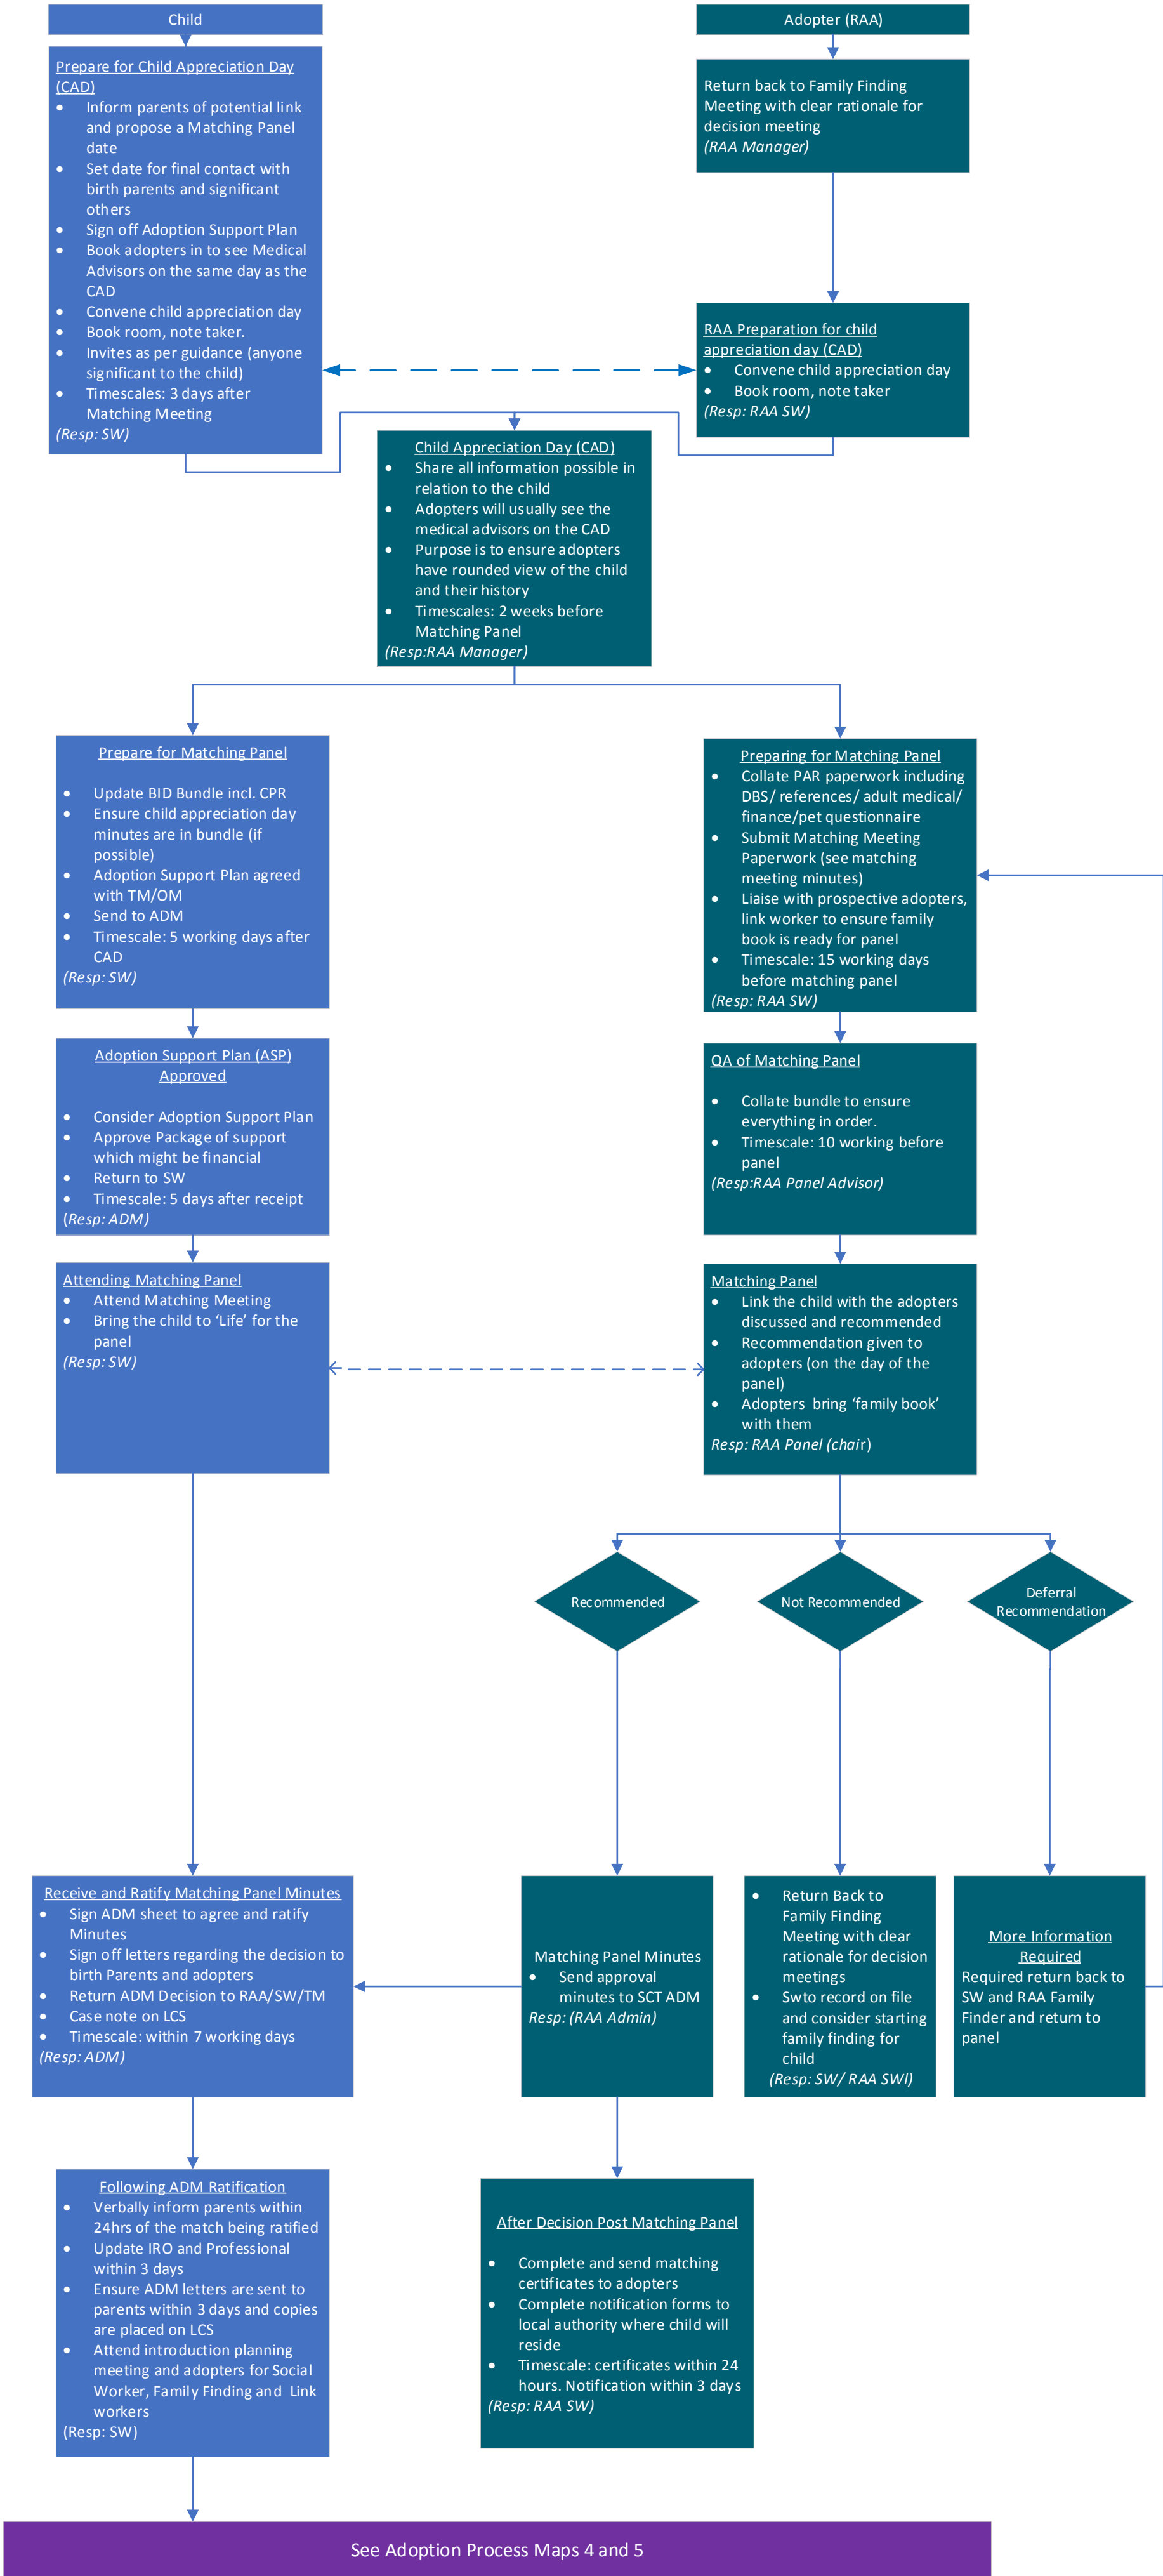 Child
Adopter (RAA)
Prepare for Child Appreciation Day
(CAD)
• Inform parents of potential link
and propose a Matching Panel
date
• Set date for final contact with
birth parents and significant
others
• Sign off Adoption Support Plan
• Book adopters in to see Medical
Advisors on the same day as the
CAD
• Convene child appreciation day
• Book room, note taker.
• Invites as per guidance (anyone
significant to the child)
• Timescales: 3 days after
Matching Meeting
(Resp: SW)
Return back to Family Finding
Meeting with clear rationale for
decision meeting
(RAA Manager)
RAA Preparation for child
appreciation day (CAD)
• Convene child appreciation day
• Book room, note taker
(Resp: RAA SW)
Child Appreciation Day (CAD)
• Share all information possible in
relation to the child
• Adopters will usually see the
medical advisors on the CAD
• Purpose is to ensure adopters
have rounded view of the child
and their history
• Timescales: 2 weeks before
Matching Panel
(Resp:RAA Manager)
Prepare for Matching Panel
• Update BID Bundle incl. CPR
• Ensure child appreciation day
minutes are in bundle (if
possible)
• Adoption Support Plan agreed
with TM/OM
• Send to ADM
• Timescale: 5 working days after
CAD
(Resp: SW)
Preparing for Matching Panel
• Collate PAR paperwork including
DBS/ references/ adult medical/
finance/pet questionnaire
• Submit Matching Meeting
Paperwork (see matching
meeting minutes)
• Liaise with prospective adopters,
link worker to ensure family
book is ready for panel
• Timescale: 15 working days
before matching panel
(Resp: RAA SW)
Adoption Support Plan (ASP)
Approved
• Consider Adoption Support Plan
• Approve Package of support
which might be financial
• Return to SW
• Timescale: 5 days after receipt
(Resp: ADM)
QA of Matching Panel
• Collate bundle to ensure
everything in order.
• Timescale: 10 working before
panel
(Resp:RAA Panel Advisor)
Attending Matching Panel
• Attend Matching Meeting
• Bring the child to ‘Life’ for the
panel
(Resp: SW)
Matching Panel
• Link the child with the adopters
discussed and recommended
• Recommendation given to
adopters (on the day of the
panel)
• Adopters bring ‘family book’
with them
Resp: RAA Panel (chair)
Recommended
Not Recommended
Deferral
Recommendation
Receive and Ratify Matching Panel Minutes
• Sign ADM sheet to agree and ratify
Minutes
• Sign off letters regarding the decision to
birth Parents and adopters
• Return ADM Decision to RAA/SW/TM
• Case note on LCS
• Timescale: within 7 working days
(Resp: ADM)
Matching Panel Minutes
• Send approval
minutes to SCT ADM
Resp: (RAA Admin)
• Return Back to
Family Finding
Meeting with clear
rationale for decision
meetings
• Swto record on file
and consider starting
family finding for
child
(Resp: SW/ RAA SWl)
More Information
Required
Required return back to
SW and RAA Family
Finder and return to
panel
Following ADM Ratification
• Verbally inform parents within
24hrs of the match being ratified
• Update IRO and Professional
within 3 days
• Ensure ADM letters are sent to
parents within 3 days and copies
are placed on LCS
• Attend introduction planning
meeting and adopters for Social
Worker, Family Finding and Link
workers
(Resp: SW)
After Decision Post Matching Panel
• Complete and send matching
certificates to adopters
• Complete notification forms to
local authority where child will
reside
• Timescale: certificates within 24
hours. Notification within 3 days
(Resp: RAA SW)
See Adoption Process Maps 4 and 5